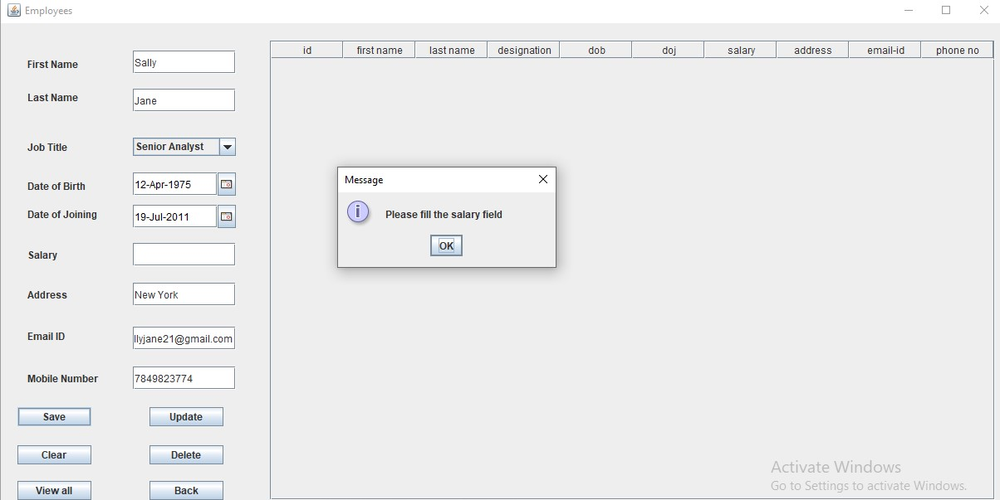 Employees
id first name last name designation dob doj salary address email-id phone no
First Name Sally
Last Name Jane
Job Title Senior Analyst
Date of Birth 12-Apr-1975
Date of Joining 19-Jul-2011
Salary
Address New York
Email ID llyjane21@gmail.com
Mobile Number 7849823774
Save Update
Clear Delete
View all Back
Message
Please fill the salary field
OK
Activate Windows
Go to Settings to activate Windows.